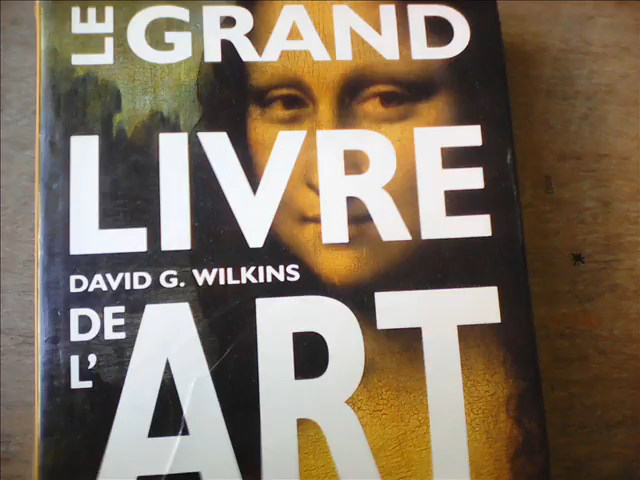 LE GRAND
LIVRE
DAVID G. WILKINS
DE
L'
ART